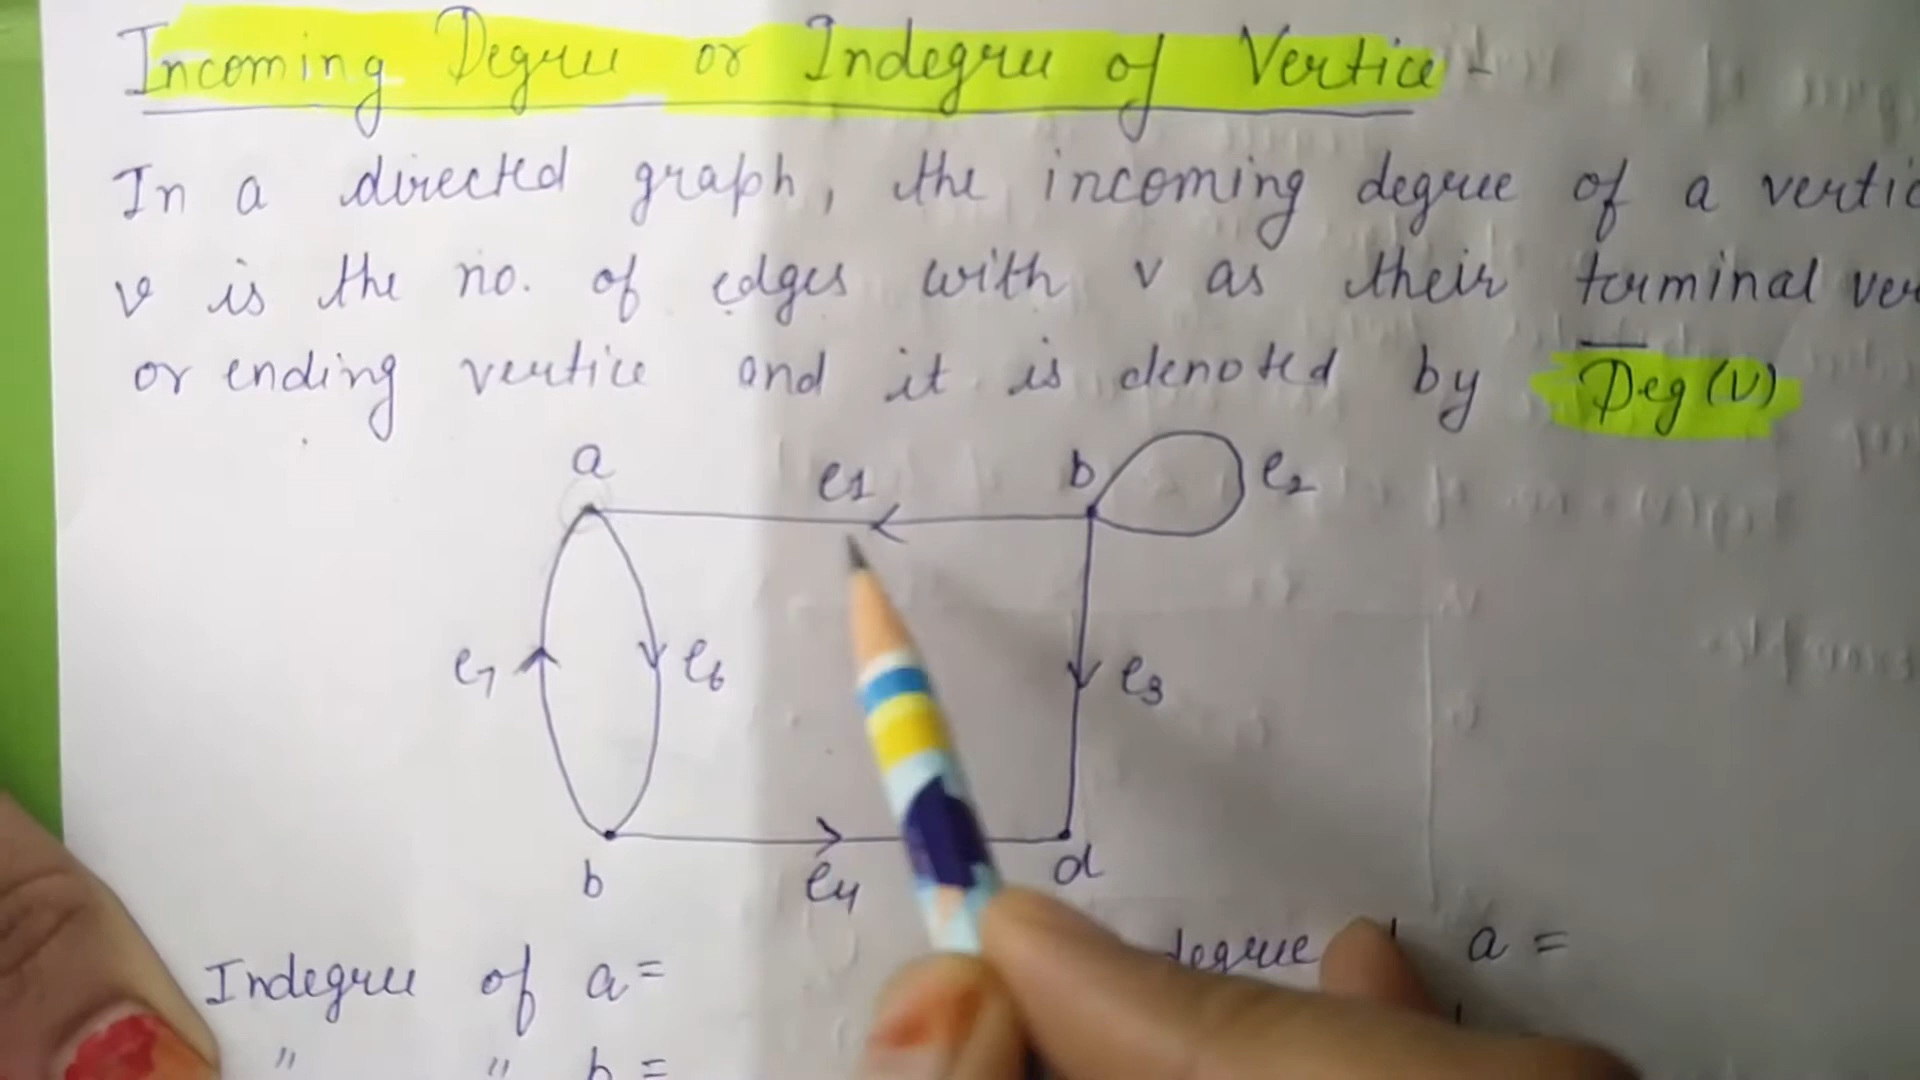 Incoming Degree or Indegree of Vertice -
In a directed graph, the incoming degree of a
v is the no. of edges with v as their terminal
or ending vertice and it is denoted by Deg(V)
a e1 b e2
e7 e6 e3
b e4 d
Indegree of a = degree a =
" " b =